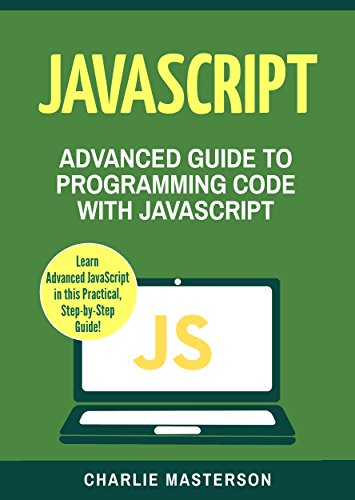 JAVASCRIPT
ADVANCED GUIDE TO
PROGRAMMING CODE
WITH JAVASCRIPT
Learn
Advanced JavaScript
in this Practical,
Step-by-Step
Guide!
JS
CHARLIE MASTERSON